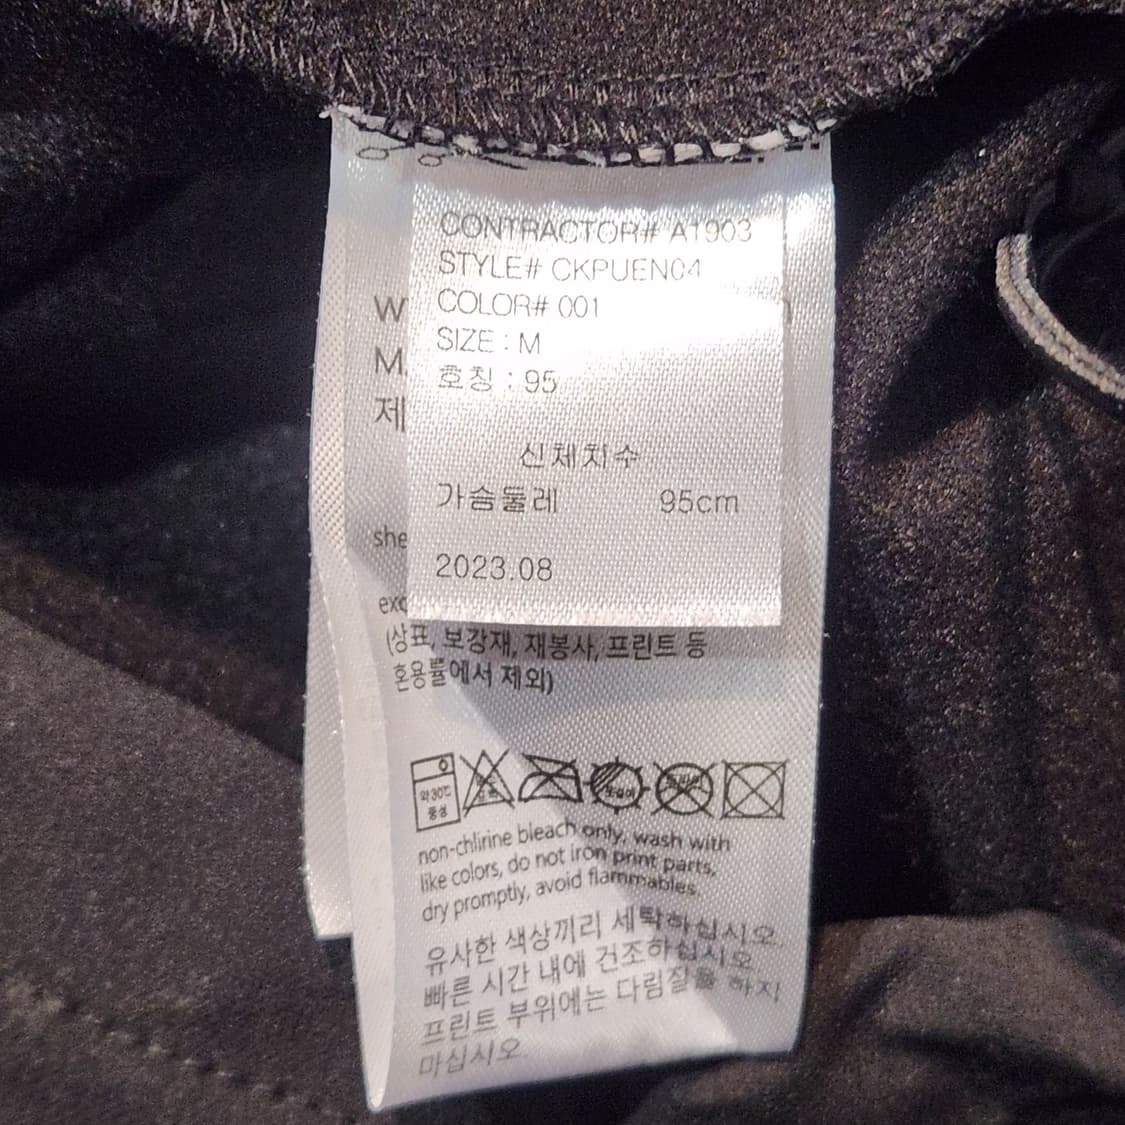 CONTRACTOR# A1903
STYLE# CKPUEN04
COLOR# 001
SIZE : M
호칭 : 95
신체치수
가슴둘레 95cm
2023.08
(상표, 보강재, 재봉사, 프린트 등
혼용률에서 제외)
약30℃
중성
non-chlirine bleach only, wash with
like colors, do not iron print parts,
dry promptly, avoid flammables.
유사한 색상끼리 세탁하십시오.
빠른 시간 내에 건조하십시오.
프린트 부위에는 다림질을 하지
마십시오.